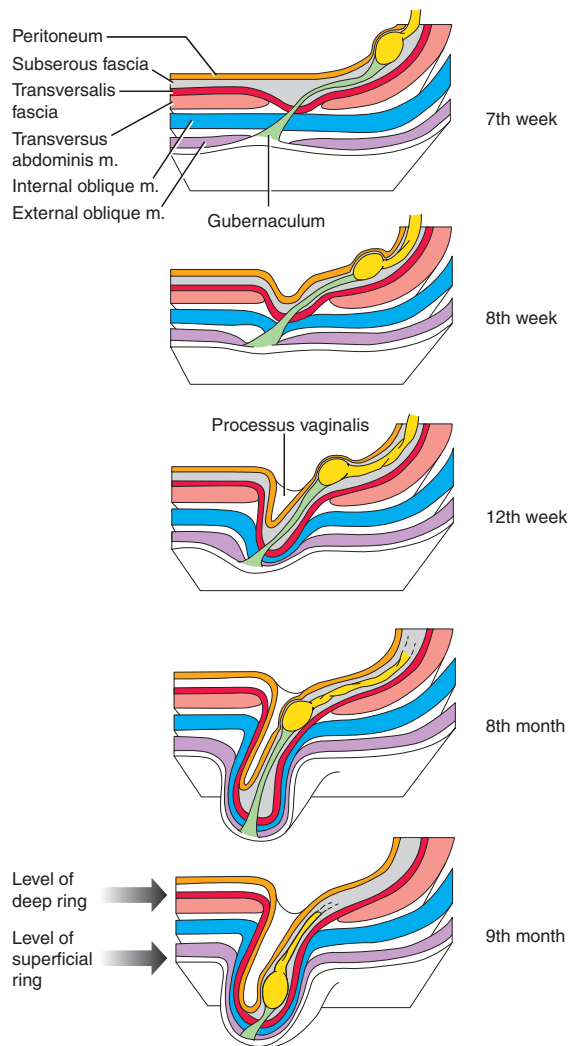 Peritoneum
Subserous fascia
Transversalis
fascia
Transversus
abdominis m.
Internal oblique m.
External oblique m.
Gubernaculum
7th week
8th week
Processus vaginalis
12th week
8th month
Level of
deep ring
Level of
superficial
ring
9th month